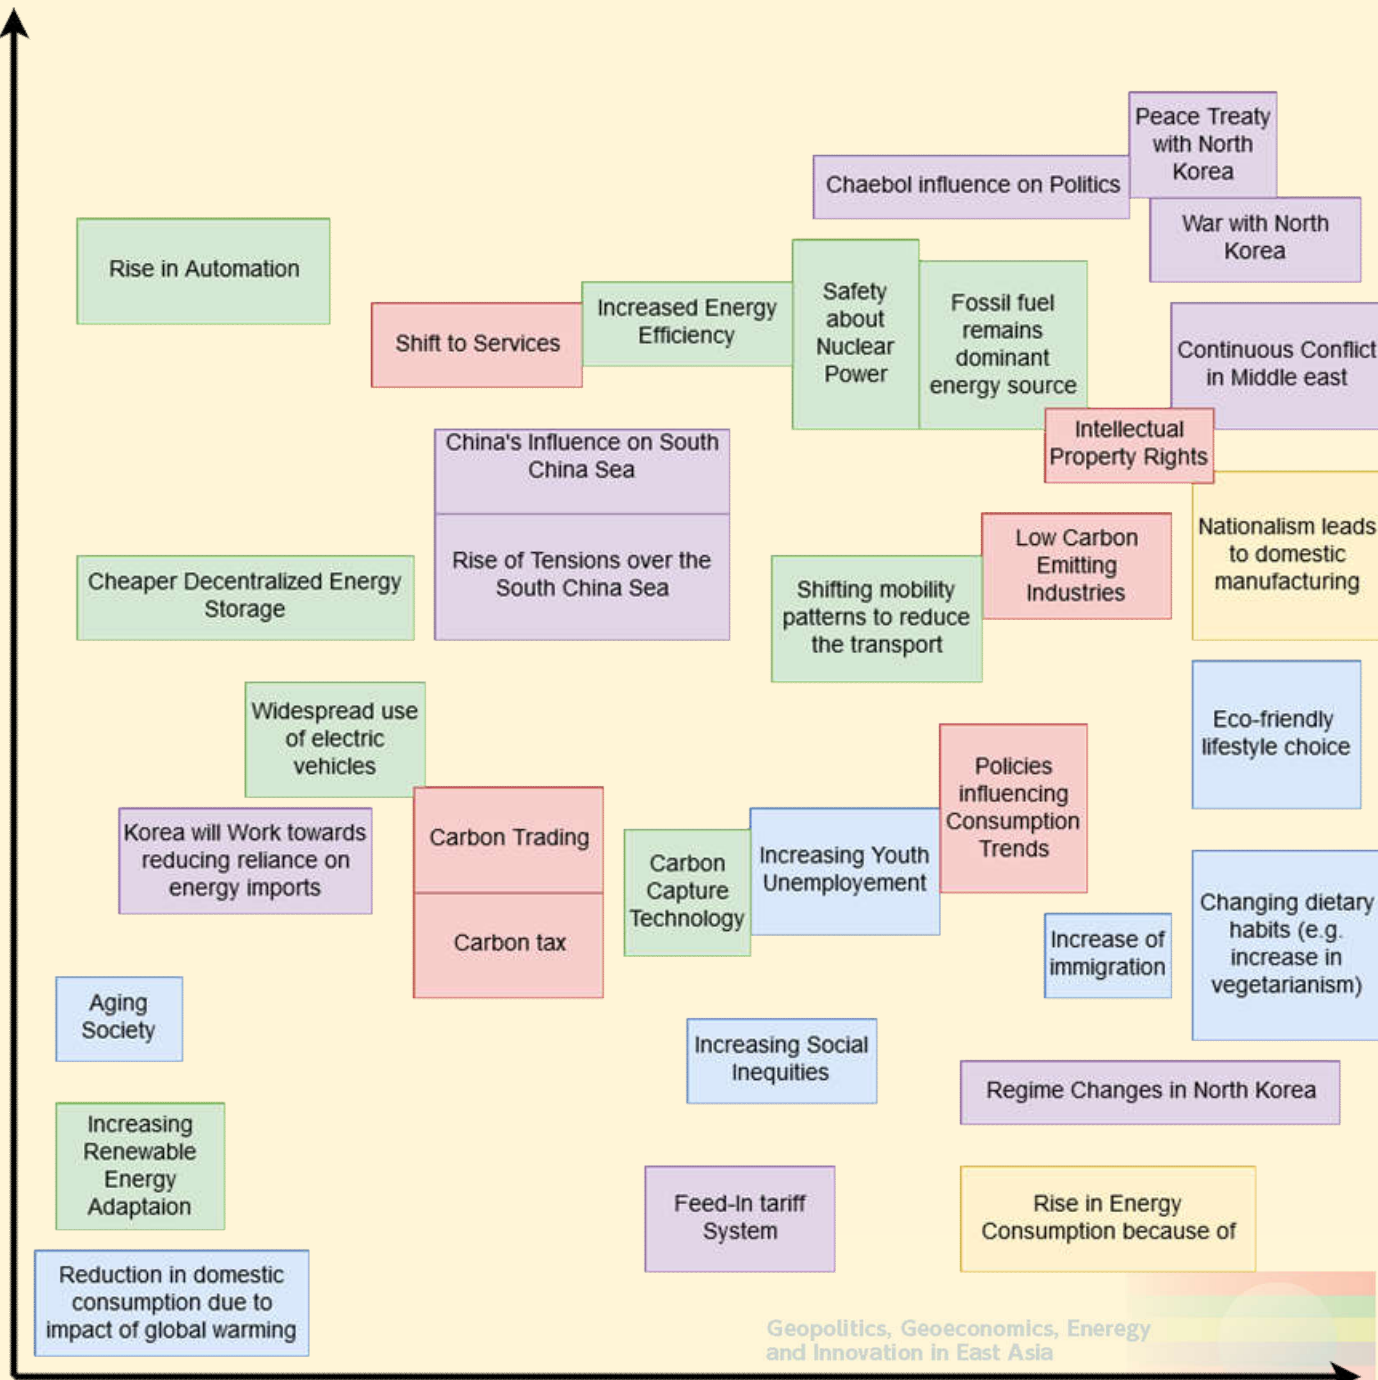 Peace Treaty
with North
Korea
Chaebol influence on Politics
War with North
Korea
Rise in Automation
Shift to Services
Increased Energy
Efficiency
Safety
about
Nuclear
Power
Fossil fuel
remains
dominant
energy source
Continuous Conflict
in Middle east
Intellectual
Property Rights
China's Influence on South
China Sea
Rise of Tensions over the
South China Sea
Nationalism leads
to domestic
manufacturing
Low Carbon
Emitting
Industries
Cheaper Decentralized Energy
Storage
Shifting mobility
patterns to reduce
the transport
Widespread use
of electric
vehicles
Eco-friendly
lifestyle choice
Policies
influencing
Consumption
Trends
Korea will Work towards
reducing reliance on
energy imports
Carbon Trading
Carbon tax
Carbon
Capture
Technology
Increasing Youth
Unemployement
Increase of
immigration
Changing dietary
habits (e.g.
increase in
vegetarianism)
Aging
Society
Increasing Social
Inequities
Regime Changes in North Korea
Increasing
Renewable
Energy
Adaptaion
Feed-In tariff
System
Rise in Energy
Consumption because of
Reduction in domestic
consumption due to
impact of global warming
Geopolitics, Geoeconomics, Eneregy
and Innovation in East Asia